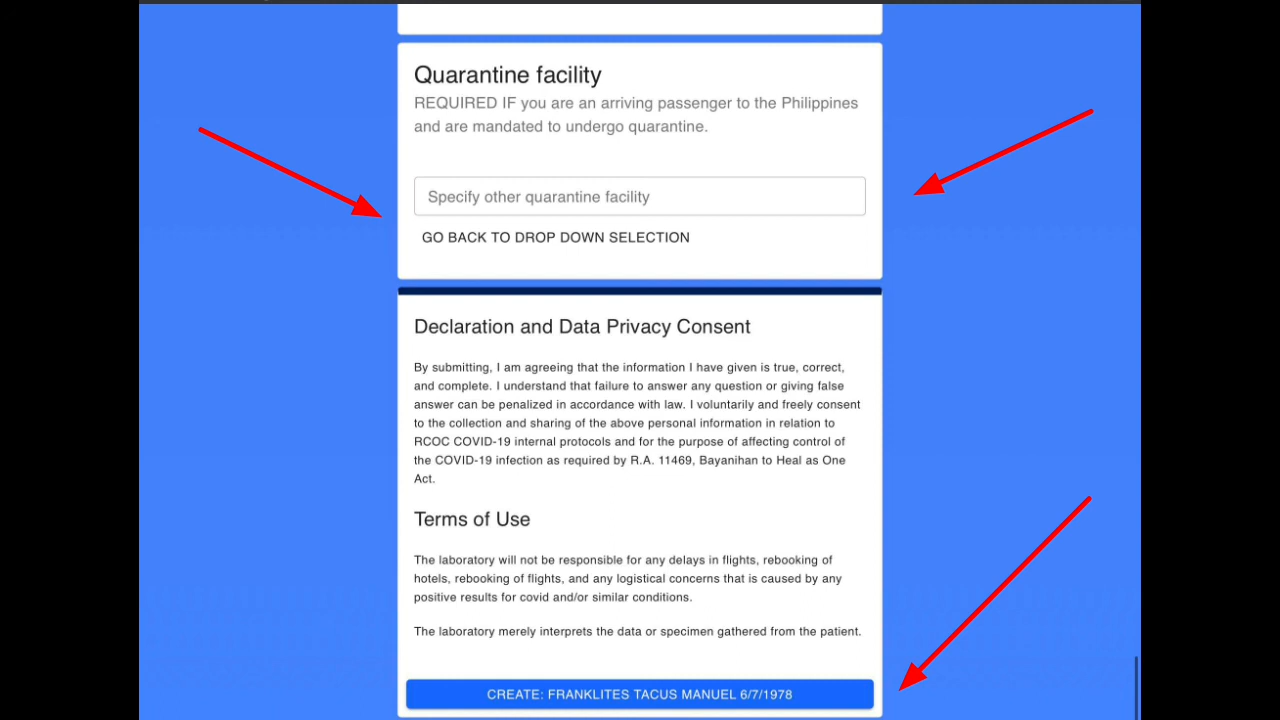 Quarantine facility
REQUIRED IF you are an arriving passenger to the Philippines
and are mandated to undergo quarantine.
Specify other quarantine facility
GO BACK TO DROP DOWN SELECTION
Declaration and Data Privacy Consent
By submitting, I am agreeing that the information I have given is true, correct,
and complete. I understand that failure to answer any question or giving false
answer can be penalized in accordance with law. I voluntarily and freely consent
to the collection and sharing of the above personal information in relation to
RCOC COVID-19 internal protocols and for the purpose of affecting control of
the COVID-19 infection as required by R.A. 11469, Bayanihan to Heal as One
Act.
Terms of Use
The laboratory will not be responsible for any delays in flights, rebooking of
hotels, rebooking of flights, and any logistical concerns that is caused by any
positive results for covid and/or similar conditions.
The laboratory merely interprets the data or specimen gathered from the patient.
CREATE: FRANKLITES TACUS MANUEL 6/7/1978